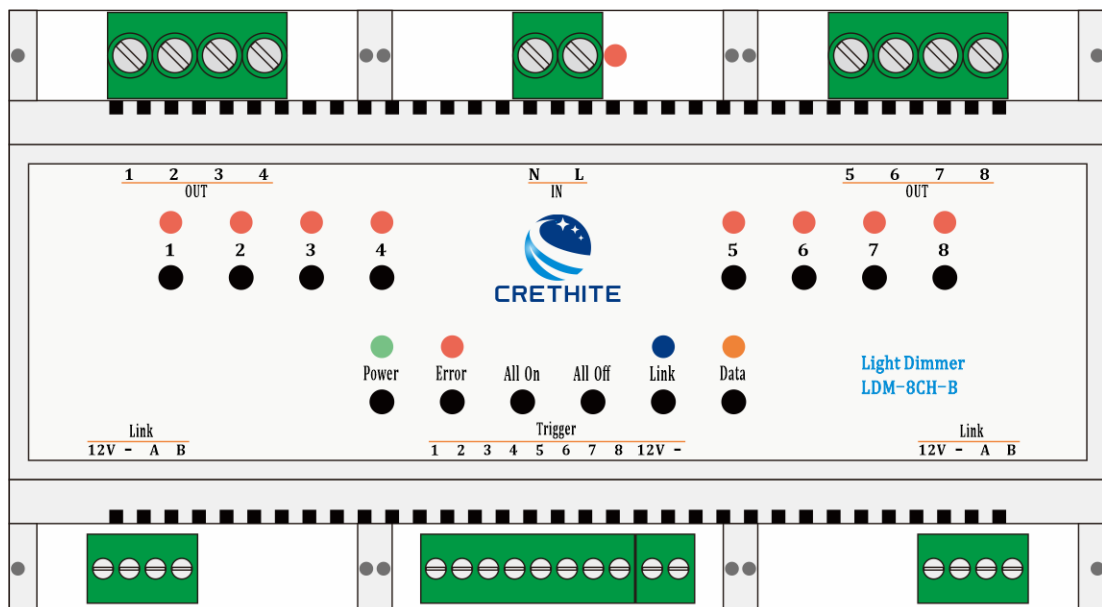 1 2 3 4
OUT
N L
IN
5 6 7 8
OUT
1 2 3 4
5 6 7 8
CRETHITE
Power Error All On All Off Link Data
Light Dimmer
LDM-8CH-B
Link
12V - A B
Trigger
1 2 3 4 5 6 7 8 12V -
Link
12V - A B